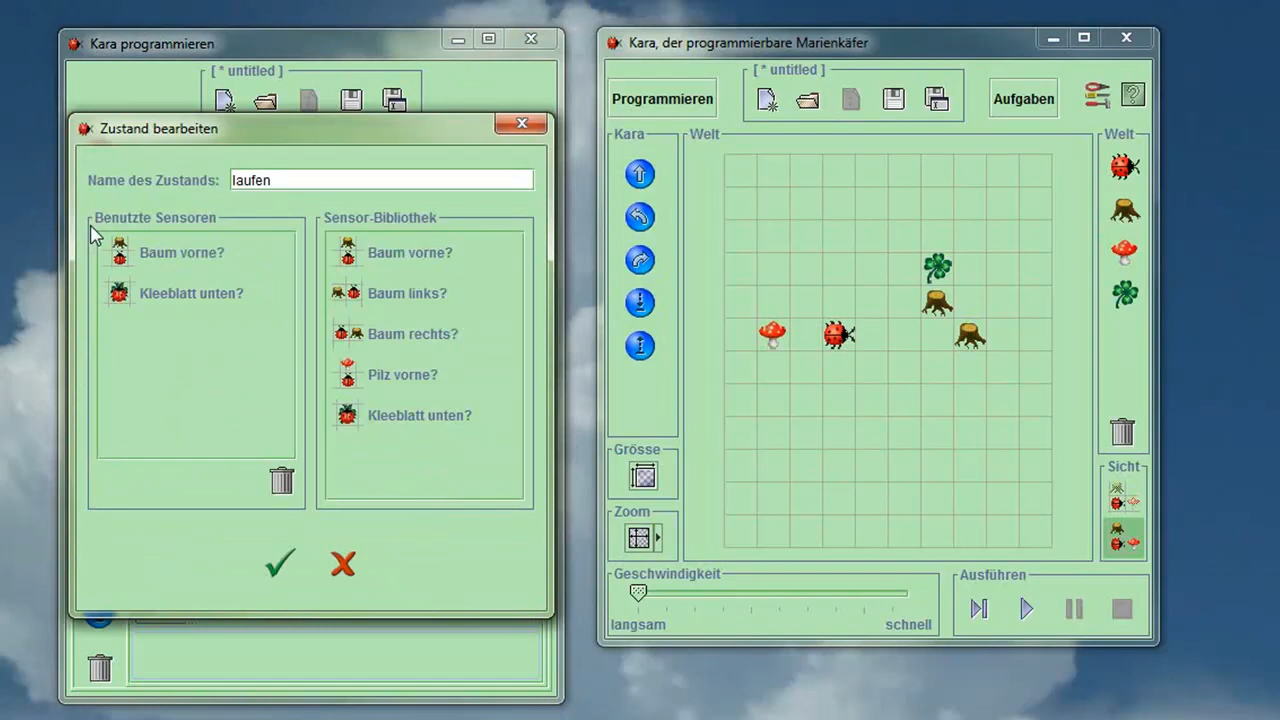 Kara programmieren
[ * untitled ]
Zustand bearbeiten
Name des Zustands: laufen
Benutzte Sensoren
Baum vorne?
Kleeblatt unten?
Sensor-Bibliothek
Baum vorne?
Baum links?
Baum rechts?
Pilz vorne?
Kleeblatt unten?
Kara, der programmierbare Marienkäfer
Programmieren
[ * untitled ]
Aufgaben
Kara
Welt
Welt
Grösse
Zoom
Sicht
Geschwindigkeit
langsam
schnell
Ausführen